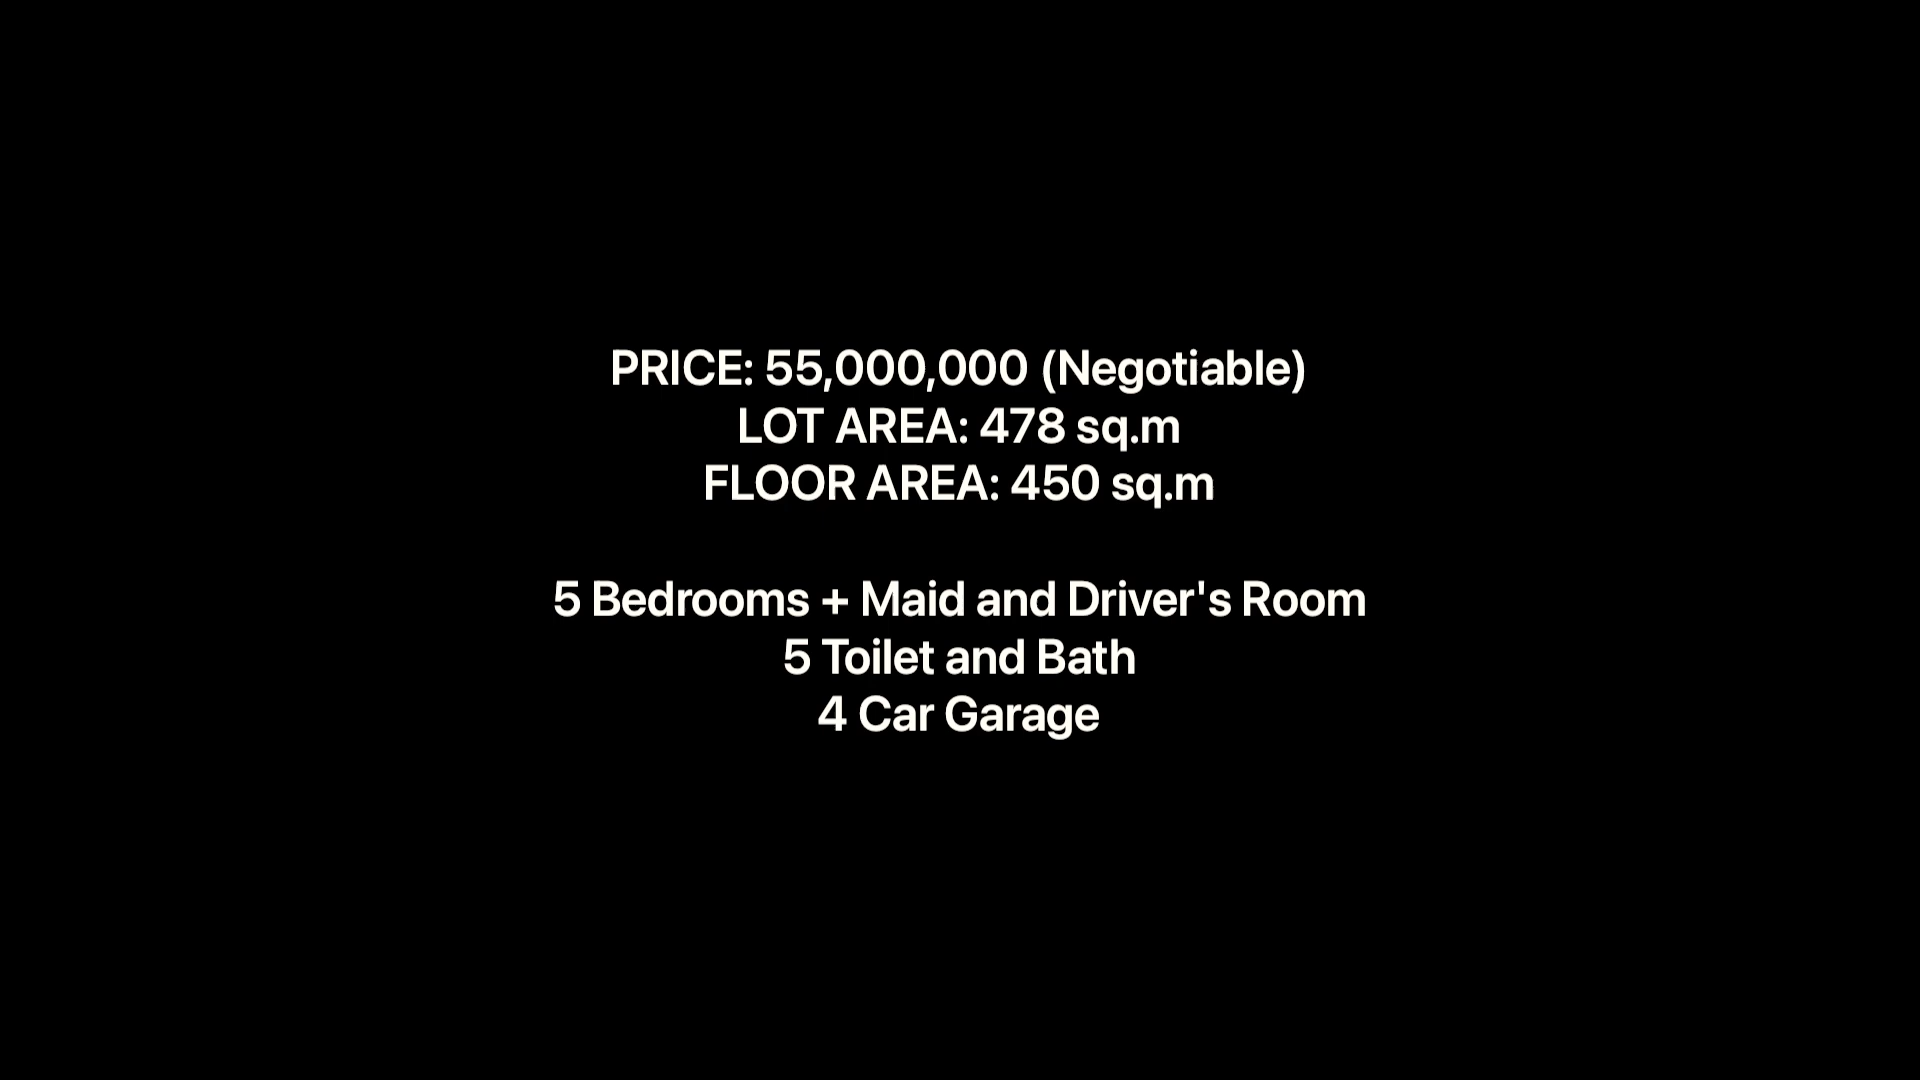 PRICE: 55,000,000 (Negotiable)
LOT AREA: 478 sq.m
FLOOR AREA: 450 sq.m
5 Bedrooms + Maid and Driver's Room
5 Toilet and Bath
4 Car Garage